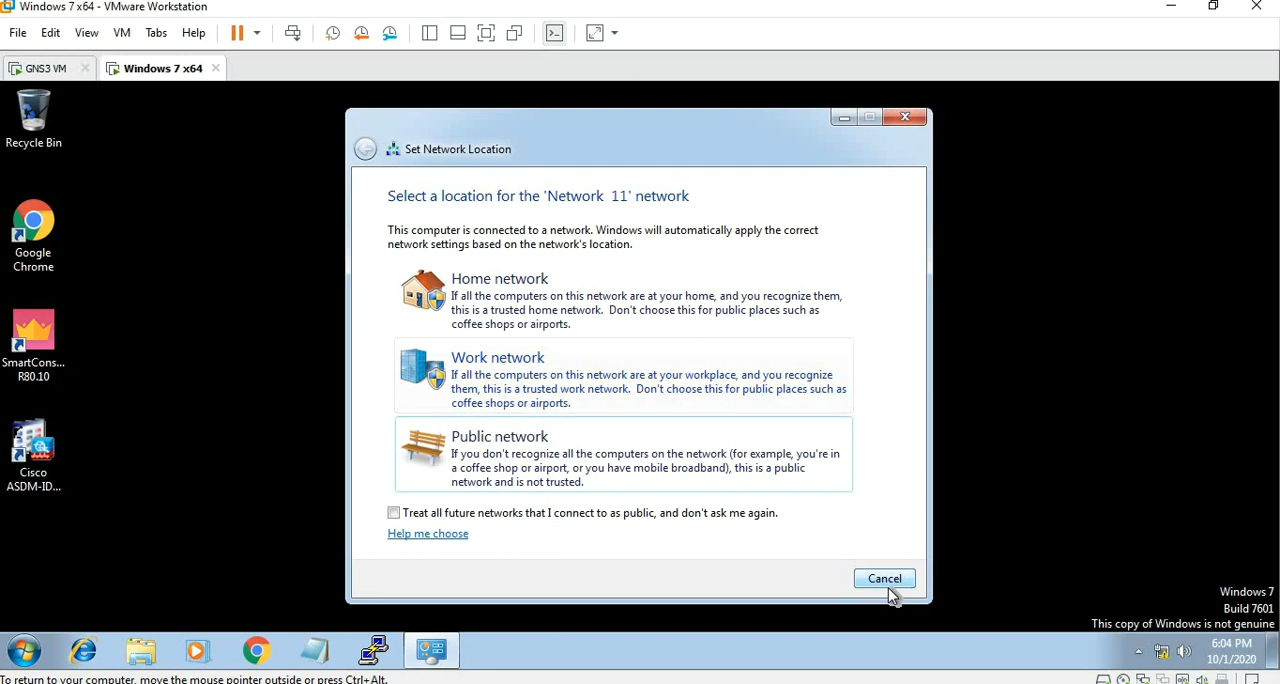 Windows 7 x64 - VMware Workstation
File Edit View VM Tabs Help
GNS3 VM Windows 7 x64
Recycle Bin
Google
Chrome
SmartCons...
R80.10
Cisco
ASDM-ID...
Set Network Location
Select a location for the 'Network 11' network
This computer is connected to a network. Windows will automatically apply the correct
network settings based on the network's location.
Home network
If all the computers on this network are at your home, and you recognize them,
this is a trusted home network. Don't choose this for public places such as
coffee shops or airports.
Work network
If all the computers on this network are at your workplace, and you recognize
them, this is a trusted work network. Don't choose this for public places such as
coffee shops or airports.
Public network
If you don't recognize all the computers on the network (for example, you're in
a coffee shop or airport, or you have mobile broadband), this is a public
network and is not trusted.
Treat all future networks that I connect to as public, and don't ask me again.
Help me choose
Cancel
Windows 7
Build 7601
This copy of Windows is not genuine
6:04 PM
10/1/2020
To return to your computer, move the mouse pointer outside or press Ctrl+Alt.